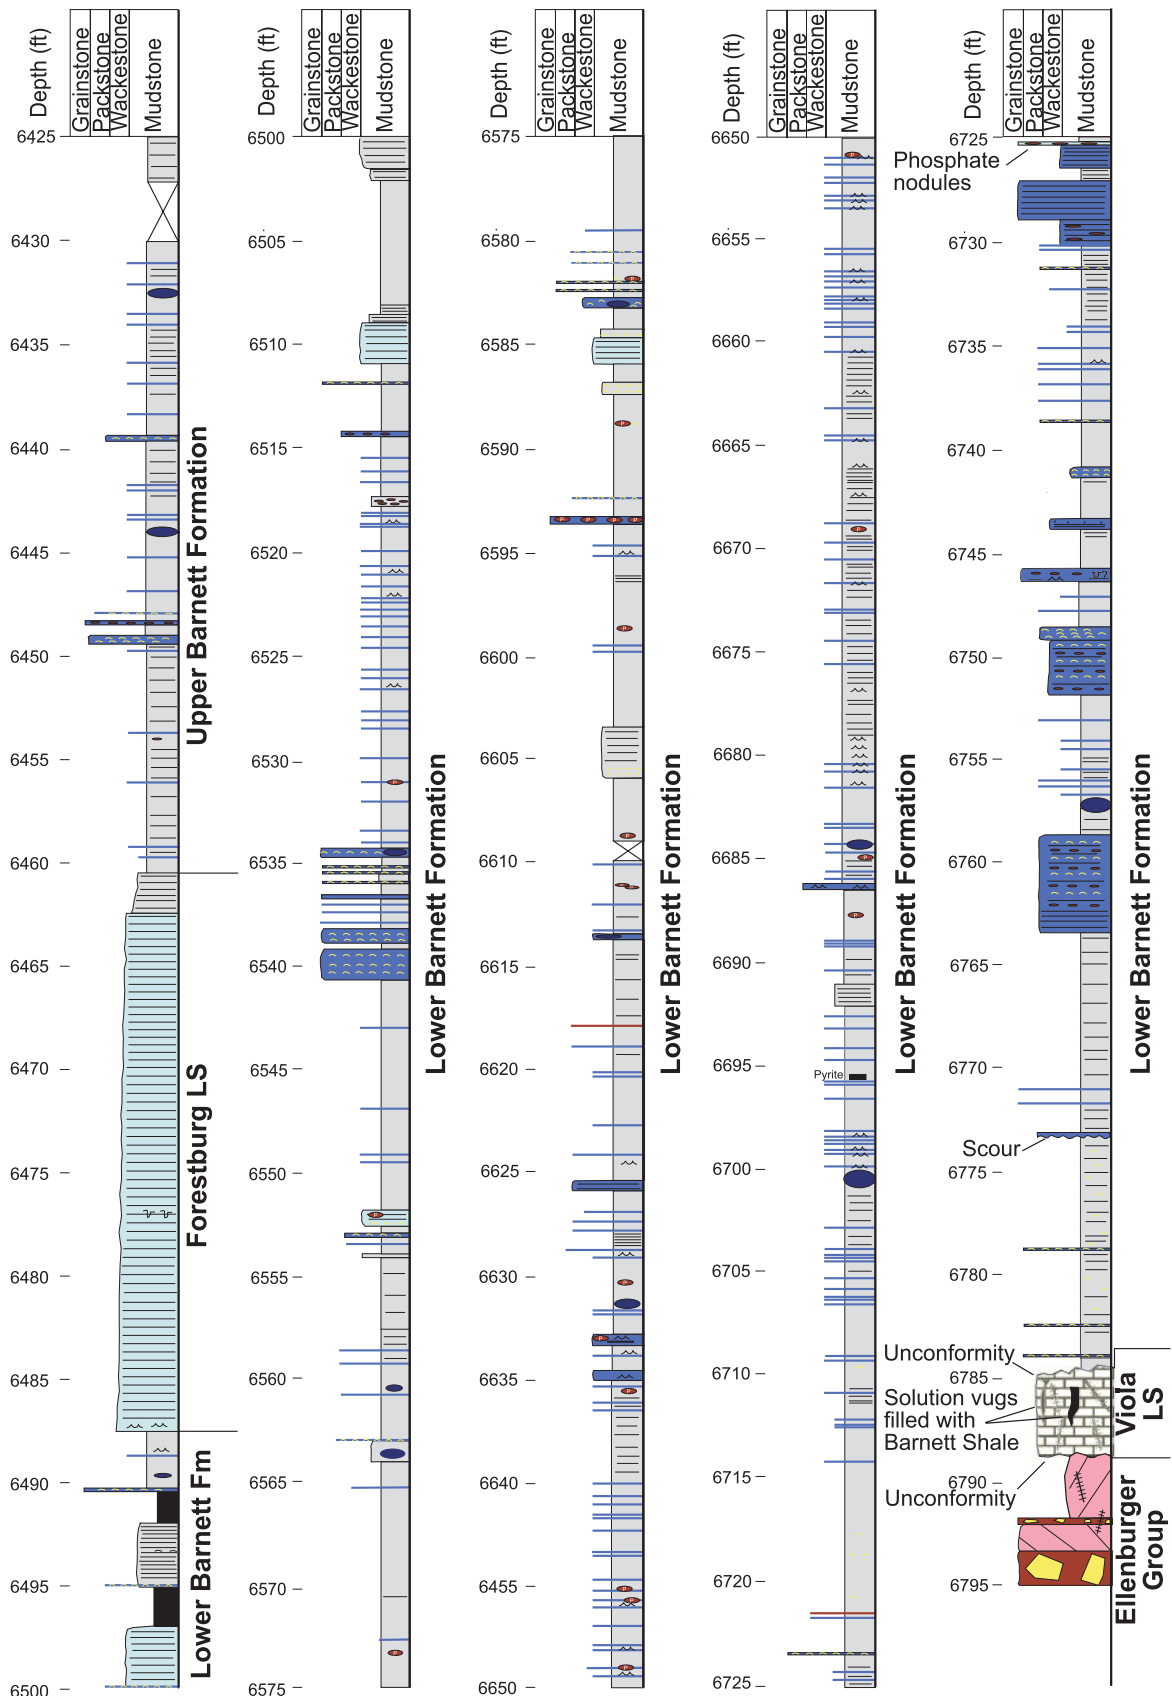 Depth (ft)
Grainstone
Packstone
Wackestone
Mudstone
6425
6430
6435
6440
6445
6450
6455
6460
6465
6470
6475
6480
6485
6490
6495
6500
Upper Barnett Formation
Forestburg LS
Lower Barnett Fm
Depth (ft)
Grainstone
Packstone
Wackestone
Mudstone
6500
6505
6510
6515
6520
6525
6530
6535
6540
6545
6550
6555
6560
6565
6570
6575
P
P
P
Lower Barnett Formation
Depth (ft)
Grainstone
Packstone
Wackestone
Mudstone
6575
6580
6585
6590
6595
6600
6605
6610
6615
6620
6625
6630
6635
6640
6455
6650
P
P
P P P P
P
P
P
P
P
P
P
P
Lower Barnett Formation
Depth (ft)
Grainstone
Packstone
Wackestone
Mudstone
6650
6655
6660
6665
6670
6675
6680
6685
6690
6695
6700
6705
6710
6715
6720
6725
P
P
P
P
Pyrite
Lower Barnett Formation
Depth (ft)
Grainstone
Packstone
Wackestone
Mudstone
6725
Phosphate
nodules
6730
6735
6740
6745
?
6750
6755
6760
6765
6770
Scour
6775
6780
Unconformity
6785
Solution vugs
filled with
Barnett Shale
6790
Unconformity
6795
Lower Barnett Formation
Viola
LS
Ellenburger
Group